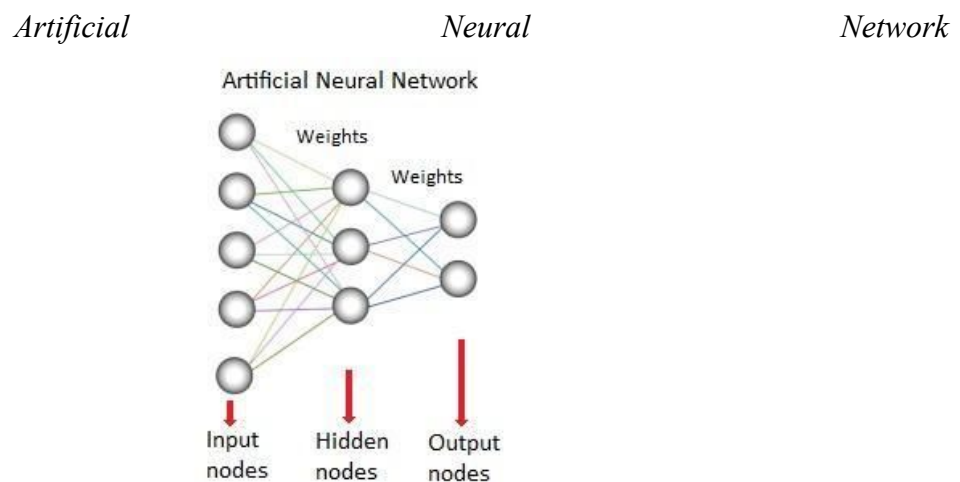 Artificial Neural Network
Artificial Neural Network
Weights
Weights
Input nodes
Hidden nodes
Output nodes